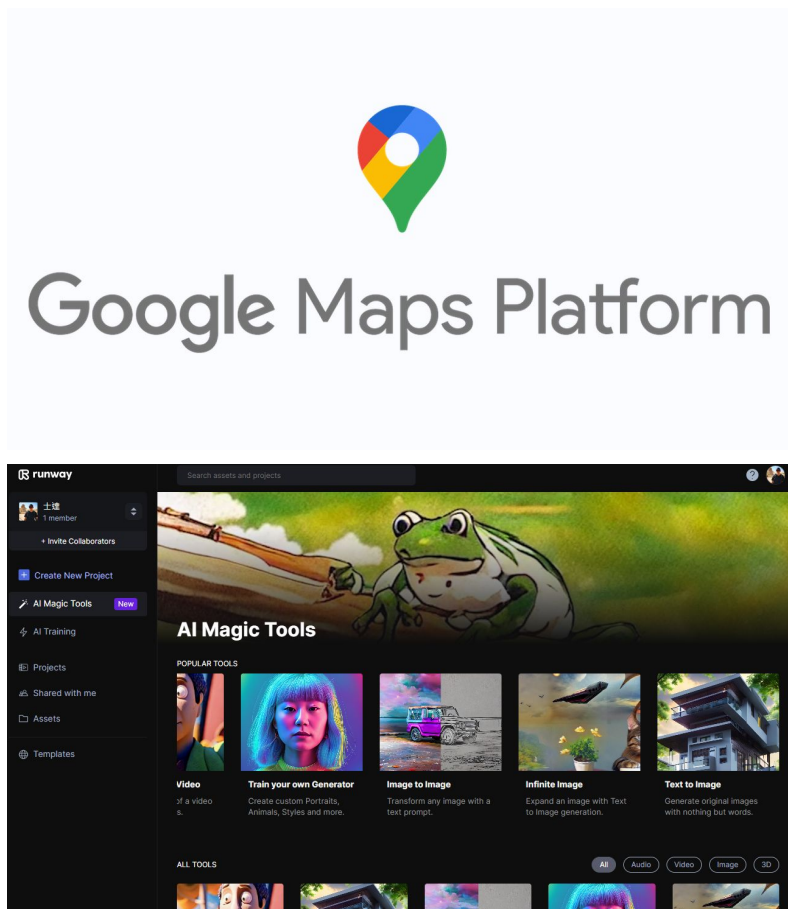 Google Maps Platform
runway
Search assets and projects
?
士達
1 member
+ Invite Collaborators
Create New Project
AI Magic Tools New
AI Training
Projects
Shared with me
Assets
Templates
AI Magic Tools
POPULAR TOOLS
Video
of a video
s.
Train your own Generator
Create custom Portraits,
Animals, Styles and more.
Image to Image
Transform any image with a
text prompt.
Infinite Image
Expand an image with Text
to Image generation.
Text to Image
Generate original images
with nothing but words.
ALL TOOLS
All Audio Video Image 3D